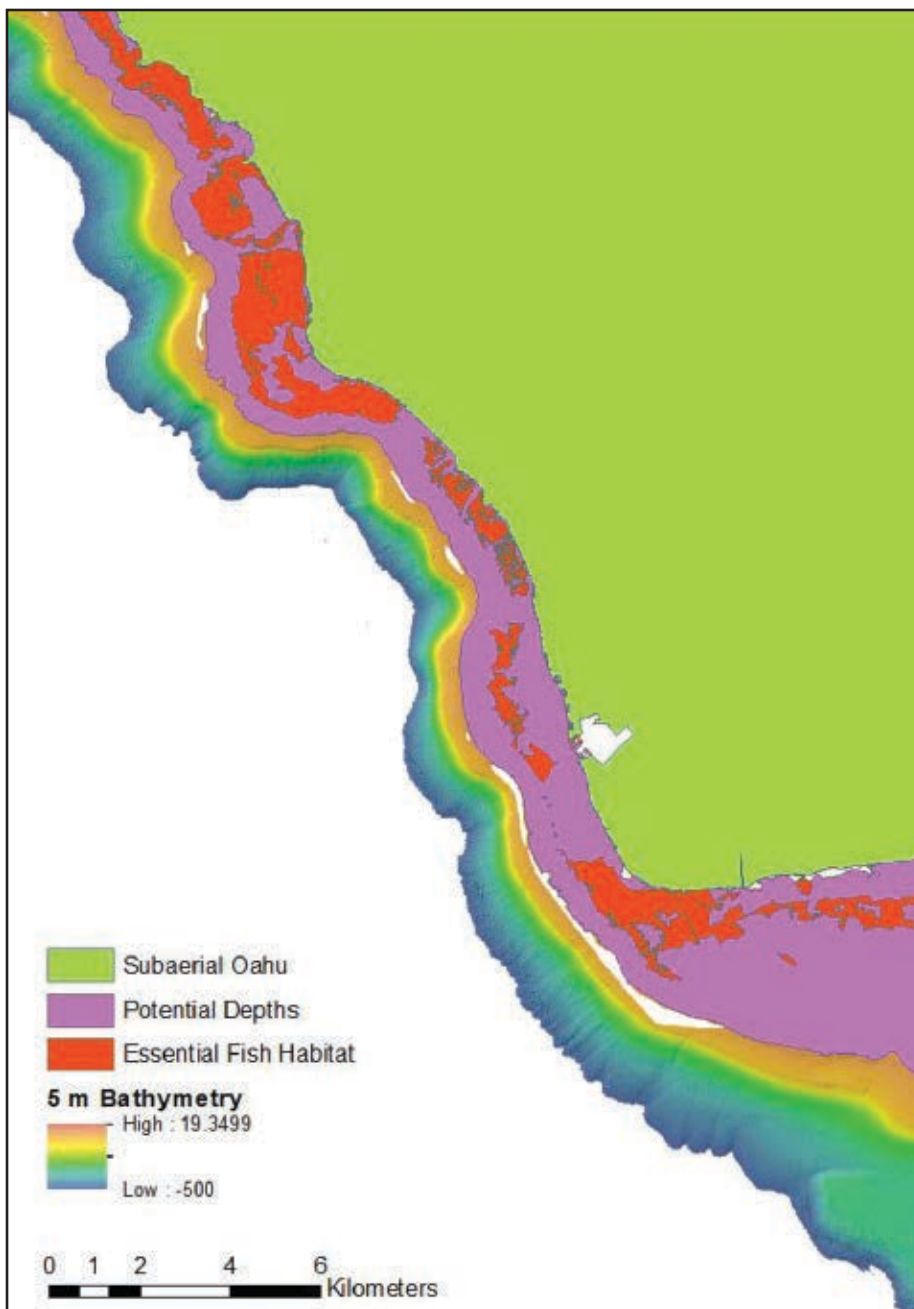 Subaerial Oahu
Potential Depths
Essential Fish Habitat
5 m Bathymetry
High : 19.3499
Low : -500
0 1 2 4 6
Kilometers